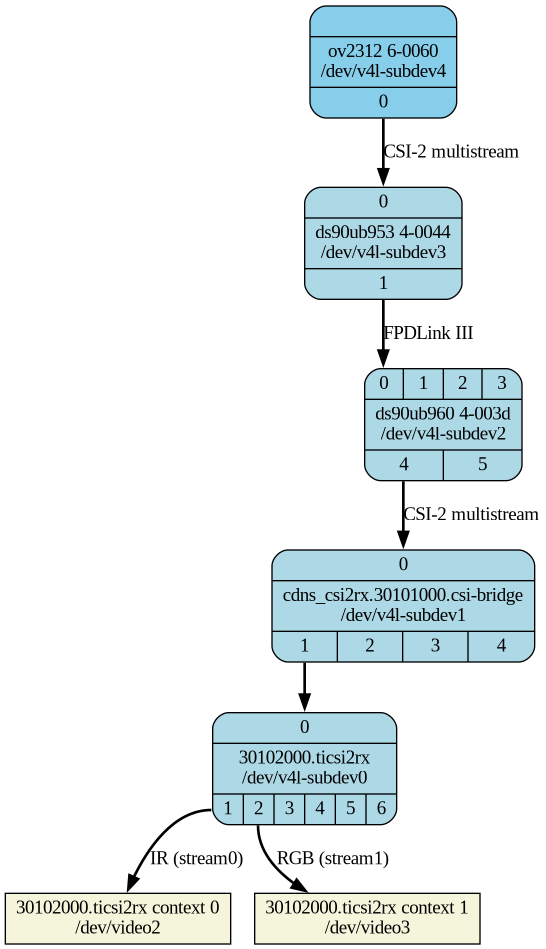 ov2312 6-0060
/dev/v4l-subdev4
0
CSI-2 multistream
0
ds90ub953 4-0044
/dev/v4l-subdev3
1
FPDLink III
0 1 2 3
ds90ub960 4-003d
/dev/v4l-subdev2
4 5
CSI-2 multistream
0
cdns_csi2rx.30101000.csi-bridge
/dev/v4l-subdev1
1 2 3 4
0
30102000.ticsi2rx
/dev/v4l-subdev0
1 2 3 4 5 6
IR (stream0) RGB (stream1)
30102000.ticsi2rx context 0
/dev/video2
30102000.ticsi2rx context 1
/dev/video3